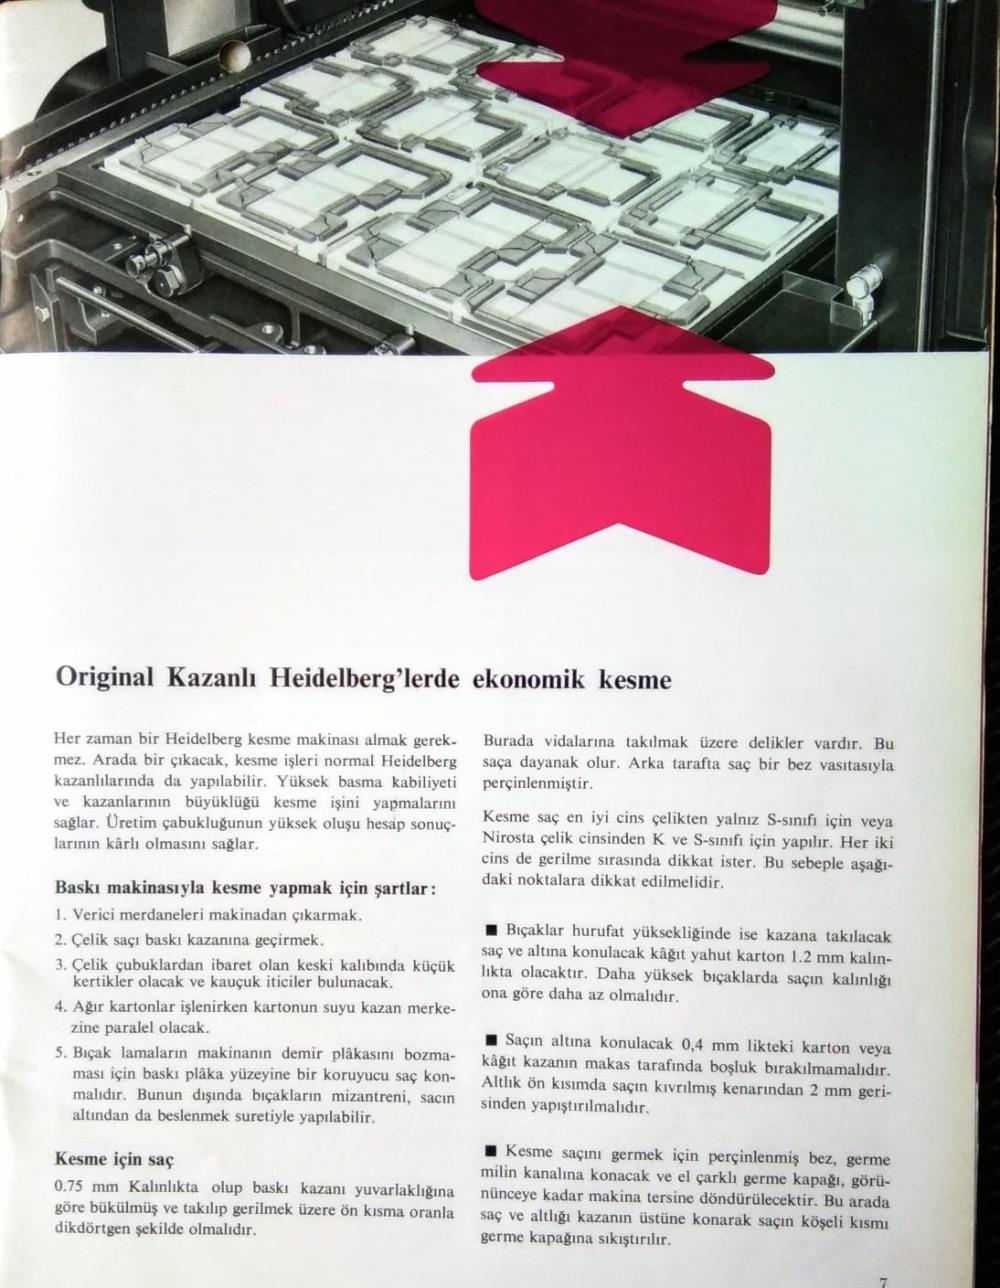 Original Kazanlı Heidelberg'lerde ekonomik kesme
Her zaman bir Heidelberg kesme makinası almak gerek-
mez. Arada bir çıkacak, kesme işleri normal Heidelberg
kazanlılarında da yapılabilir. Yüksek basma kabiliyeti
ve kazanlarının büyüklüğü kesme işini yapmalarını
sağlar. Üretim çabukluğunun yüksek oluşu hesap sonuç-
larının kârlı olmasını sağlar.
Baskı makinasıyla kesme yapmak için şartlar:
1. Verici merdaneleri makinadan çıkarmak.
2. Çelik saçı baskı kazanına geçirmek.
3. Çelik çubuklardan ibaret olan keski kalıbında küçük
kertikler olacak ve kauçuk iticiler bulunacak.
4. Ağır kartonlar işlenirken kartonun suyu kazan merke-
zine paralel olacak.
5. Bıçak lamaların makinanın demir plâkasını bozma-
ması için baskı plâka yüzeyine bir koruyucu saç kon-
malıdır. Bunun dışında bıçakların mizantreni, sacın
altından da beslenmek suretiyle yapılabilir.
Kesme için saç
0.75 mm Kalınlıkta olup baskı kazanı yuvarlaklığına
göre bükülmüş ve takılıp gerilmek üzere ön kısma oranla
dikdörtgen şekilde olmalıdır.
Burada vidalarına takılmak üzere delikler vardır. Bu
saça dayanak olur. Arka tarafta saç bir bez vasıtasıyla
perçinlenmiştir.
Kesme saç en iyi cins çelikten yalnız S-sınıfı için veya
Nirosta çelik cinsinden K ve S-sınıfı için yapılır. Her iki
cins de gerilme sırasında dikkat ister. Bu sebeple aşağı-
daki noktalara dikkat edilmelidir.
■ Bıçaklar hurufat yüksekliğinde ise kazana takılacak
saç ve altına konulacak kâğıt yahut karton 1.2 mm kalın-
lıkta olacaktır. Daha yüksek bıçaklarda saçın kalınlığı
ona göre daha az olmalıdır.
■ Saçın altına konulacak 0,4 mm likteki karton veya
kâğıt kazanın makas tarafında boşluk bırakılmamalıdır.
Altlık ön kısımda saçın kıvrılmış kenarından 2 mm geri-
sinden yapıştırılmalıdır.
■ Kesme saçını germek için perçinlenmiş bez, germe
milin kanalına konacak ve el çarklı germe kapağı, görü-
nünceye kadar makina tersine döndürülecektir. Bu arada
saç ve altlığı kazanın üstüne konarak saçın köşeli kısmı
germe kapağına sıkıştırılır.
7